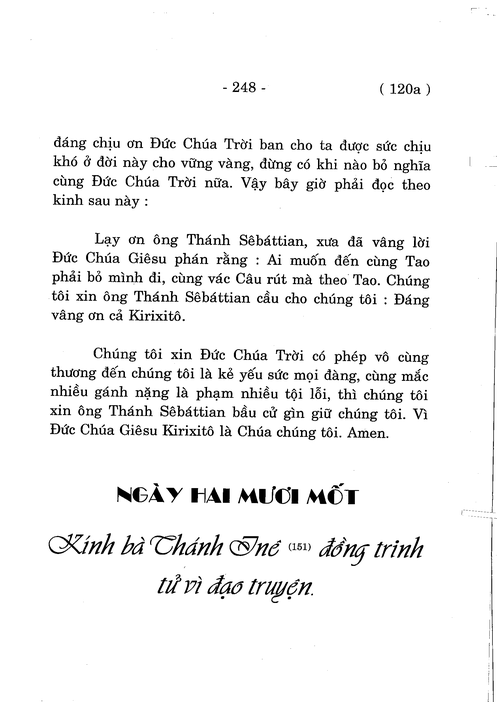 - 248 - ( 120a )
đáng chịu ơn Đức Chúa Trời ban cho ta được sức chịu
khó ở đời này cho vững vàng, đừng có khi nào bỏ nghĩa
cùng Đức Chúa Trời nữa. Vậy bây giờ phải đọc theo
kinh sau này :
Lạy ơn ông Thánh Sêbáttian, xưa đã vâng lời
Đức Chúa Giêsu phán rằng : Ai muốn đến cùng Tao
phải bỏ mình đi, cùng vác Câu rút mà theo Tao. Chúng
tôi xin ông Thánh Sêbáttian cầu cho chúng tôi : Đáng
vâng ơn cả Kirixitô.
Chúng tôi xin Đức Chúa Trời có phép vô cùng
thương đến chúng tôi là kẻ yếu sức mọi đàng, cùng mắc
nhiều gánh nặng là phạm nhiều tội lỗi, thì chúng tôi
xin ông Thánh Sêbáttian bầu cử gìn giữ chúng tôi. Vì
Đức Chúa Giêsu Kirixitô là Chúa chúng tôi. Amen.
NGÀY HAI MƯƠI MỐT
Kính bà Thánh Inê (151) đồng trinh
tử vì đạo truyện.